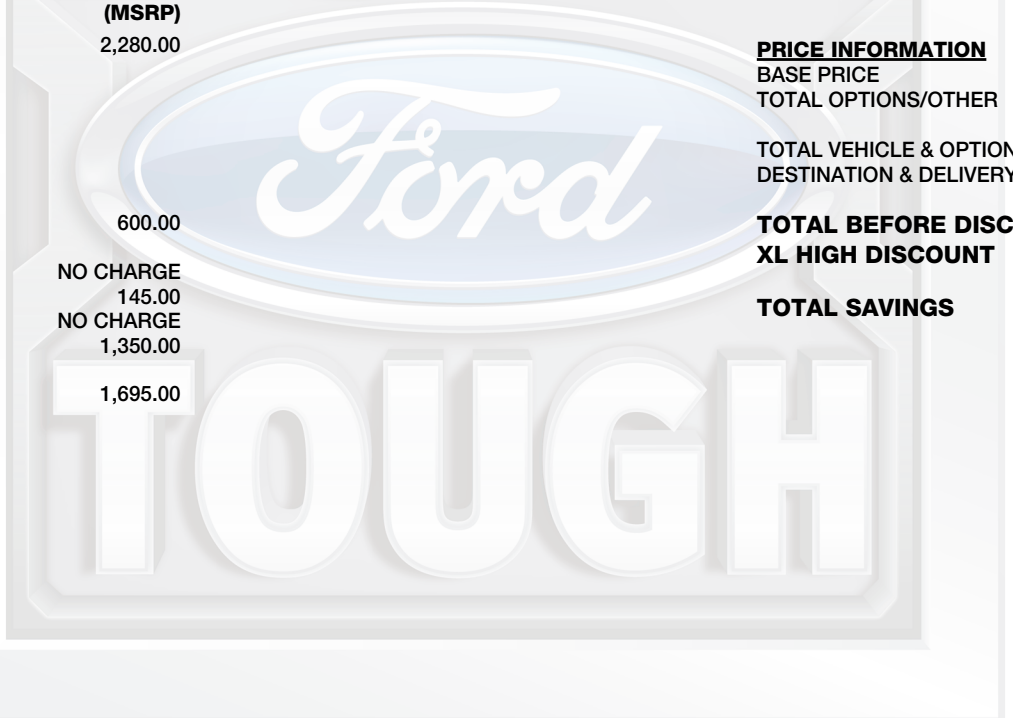 (MSRP)
2,280.00
600.00
NO CHARGE
145.00
NO CHARGE
1,350.00
1,695.00
PRICE INFORMATION
BASE PRICE
TOTAL OPTIONS/OTHER
TOTAL VEHICLE & OPTION
DESTINATION & DELIVERY
TOTAL BEFORE DISC
XL HIGH DISCOUNT
TOTAL SAVINGS
Ford
TOUGH